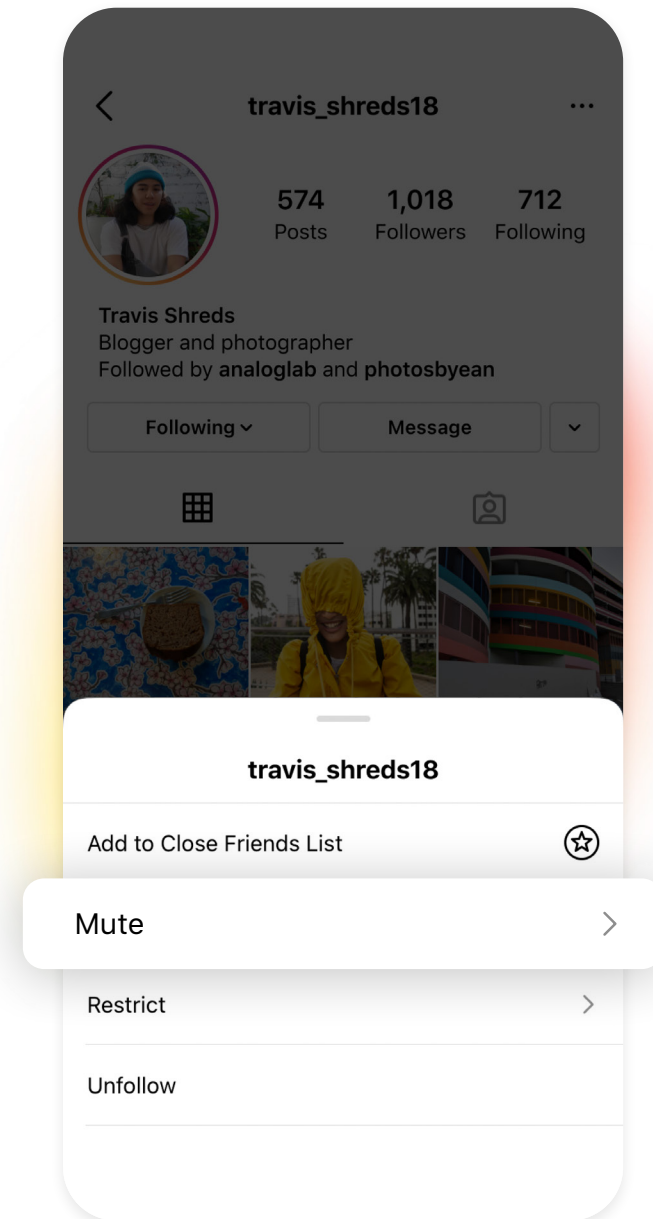 travis_shreds18
574 1,018 712
Posts Followers Following
Travis Shreds
Blogger and photographer
Followed by analoglab and photosbyean
Following Message
travis_shreds18
Add to Close Friends List
Mute
Restrict
Unfollow